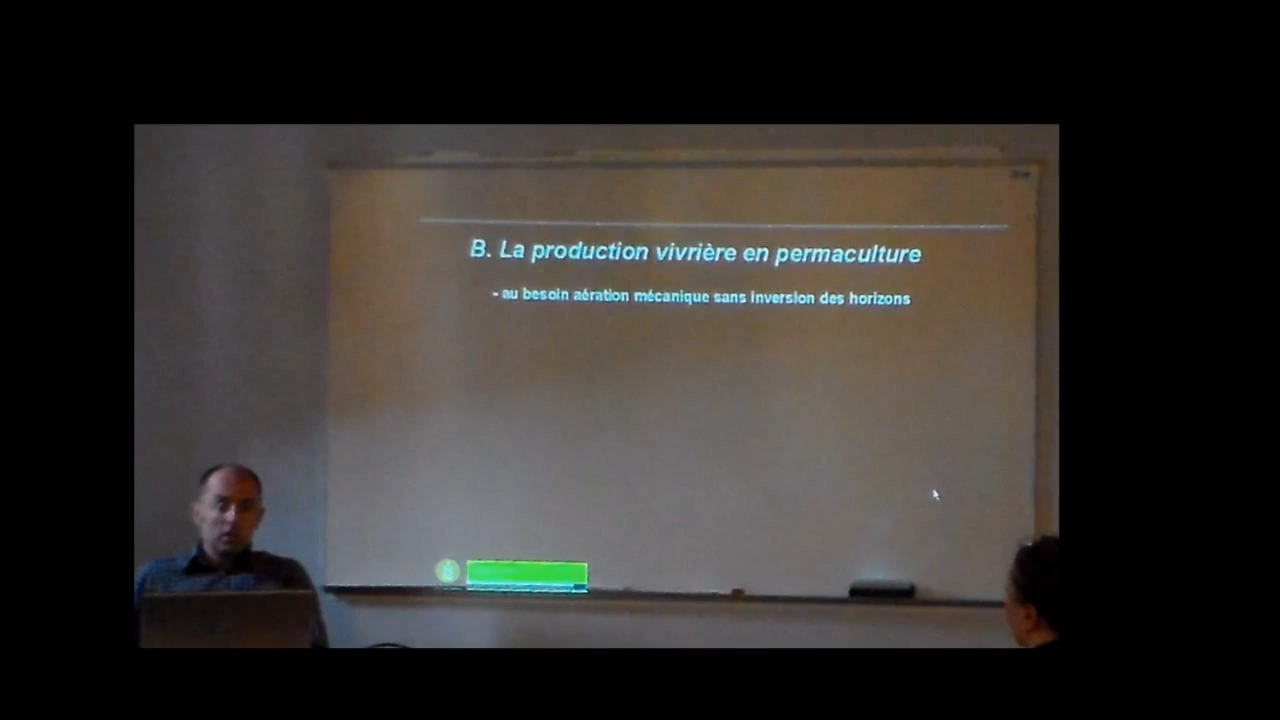 B. La production vivrière en permaculture
- au besoin aération mécanique sans inversion des horizons